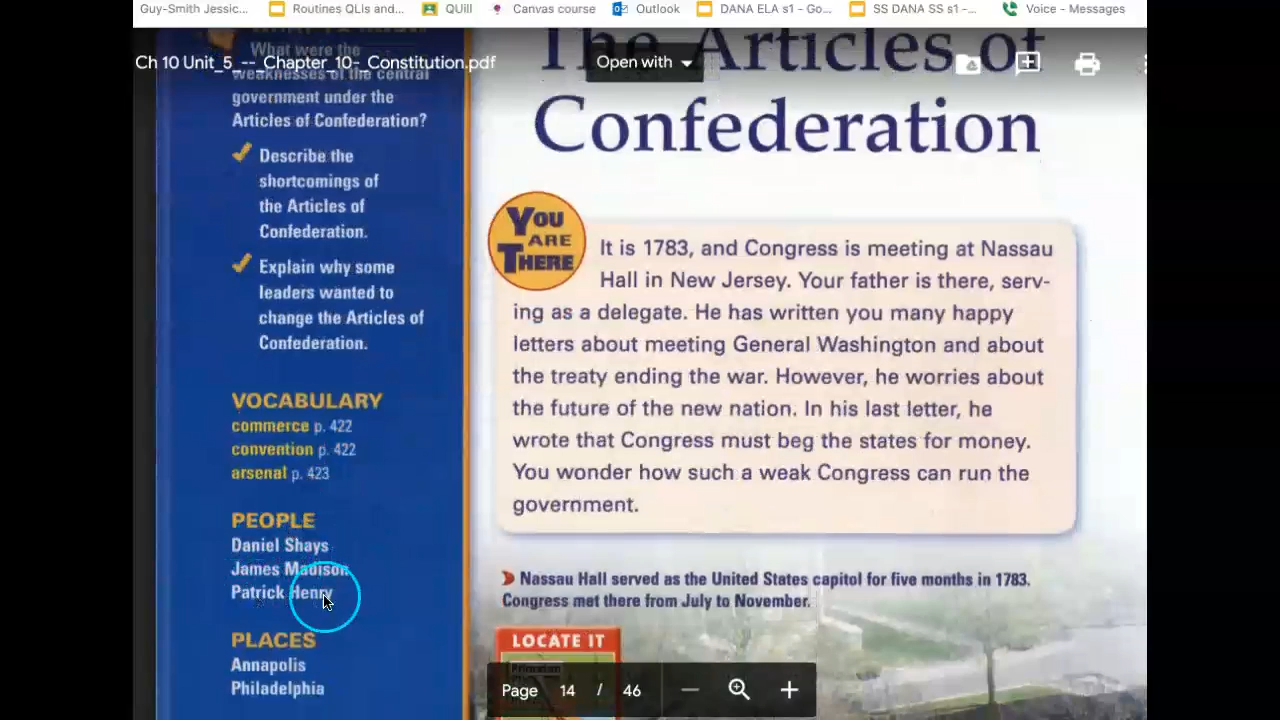 Guy-Smith Jessic... Routines QLIs and... QUill Canvas course Outlook DANA ELA s1 - Go... SS DANA SS s1 -... Voice - Messages
What were the
Ch 10 Unit_5_--_Chapter_10-_Constitution.pdf
Open with
weaknesses of the central
government under the
Articles of Confederation?
Describe the
shortcomings of
the Articles of
Confederation.
Explain why some
leaders wanted to
change the Articles of
Confederation.
VOCABULARY
commerce p. 422
convention p. 422
arsenal p. 423
PEOPLE
Daniel Shays
James Madison
Patrick Henry
PLACES
Annapolis
Philadelphia
The Articles of
Confederation
YOU
ARE
THERE
It is 1783, and Congress is meeting at Nassau
Hall in New Jersey. Your father is there, serv-
ing as a delegate. He has written you many happy
letters about meeting General Washington and about
the treaty ending the war. However, he worries about
the future of the new nation. In his last letter, he
wrote that Congress must beg the states for money.
You wonder how such a weak Congress can run the
government.
Nassau Hall served as the United States capitol for five months in 1783.
Congress met there from July to November.
LOCATE IT
Page 14 / 46